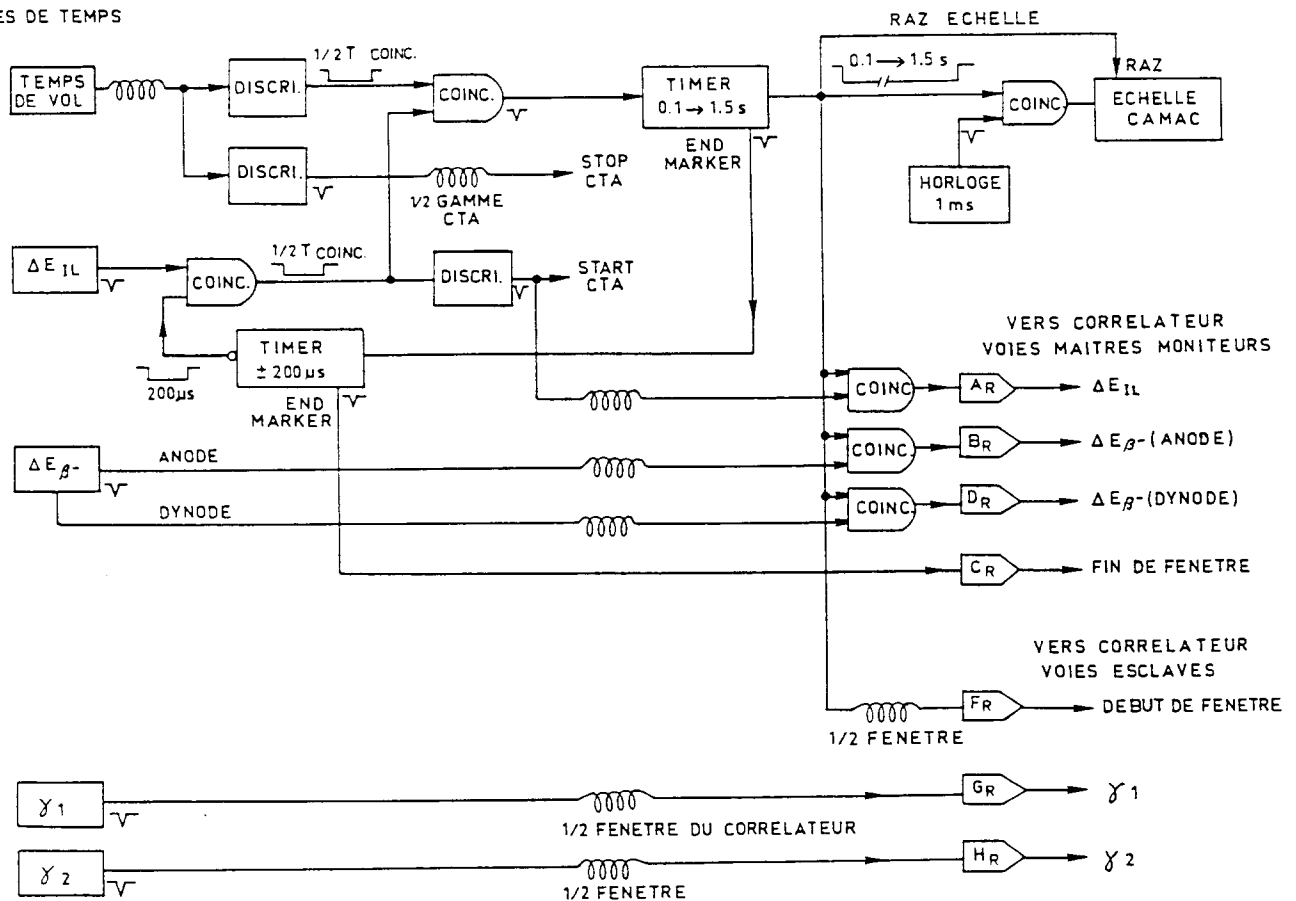 ES DE TEMPS
RAZ ECHELLE
TEMPS
DE VOL
DISCRI.
1/2 T COINC.
COINC.
TIMER
0.1 → 1.5 s
END
MARKER
0.1 → 1.5 s
COINC.
RAZ
ECHELLE
CAMAC
HORLOGE
1 ms
DISCRI.
1/2 GAMME
CTA
STOP
CTA
ΔE IL
COINC.
1/2 T COINC.
DISCRI.
START
CTA
TIMER
± 200 µs
200 µs
END
MARKER
VERS CORRELATEUR
VOIES MAITRES MONITEURS
COINC
AR
ΔE IL
ΔE β-
ANODE
COINC.
BR
ΔE β- (ANODE)
DYNODE
COINC.
DR
ΔE β- (DYNODE)
CR
FIN DE FENETRE
VERS CORRELATEUR
VOIES ESCLAVES
1/2 FENETRE
FR
DEBUT DE FENETRE
γ 1
1/2 FENETRE DU CORRELATEUR
GR
γ 1
γ 2
1/2 FENETRE
HR
γ 2